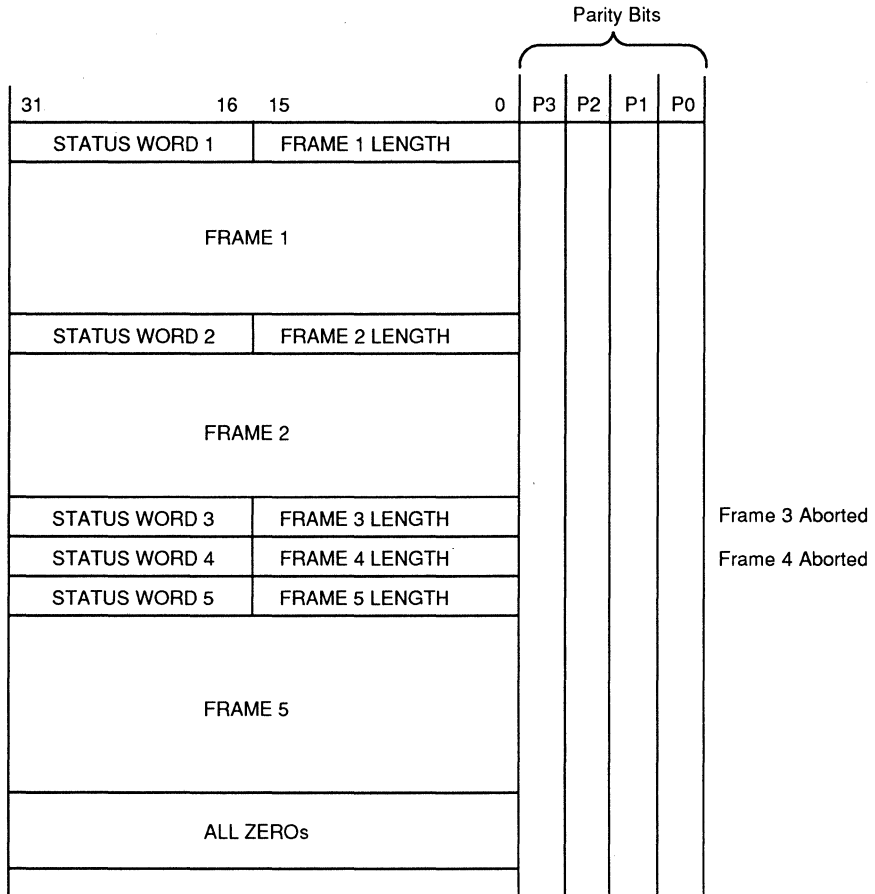 Parity Bits
31 16 15 0 P3 P2 P1 P0
STATUS WORD 1 FRAME 1 LENGTH
FRAME 1
STATUS WORD 2 FRAME 2 LENGTH
FRAME 2
STATUS WORD 3 FRAME 3 LENGTH Frame 3 Aborted
STATUS WORD 4 FRAME 4 LENGTH Frame 4 Aborted
STATUS WORD 5 FRAME 5 LENGTH
FRAME 5
ALL ZEROs